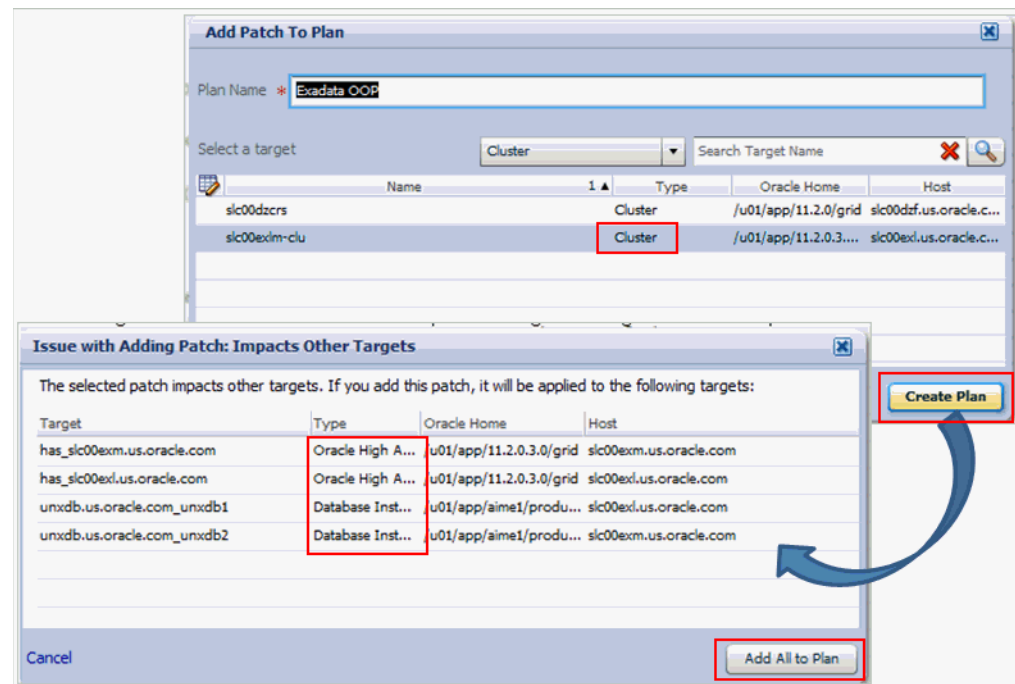 Add Patch To Plan
Plan Name * Exadata OOP
Select a target Cluster Search Target Name
Name 1 Type Oracle Home Host
slc00dzcrs Cluster /u01/app/11.2.0/grid slc00dzf.us.oracle.c...
slc00exlm-clu Cluster /u01/app/11.2.0.3.... slc00exl.us.oracle.c...
Issue with Adding Patch: Impacts Other Targets
The selected patch impacts other targets. If you add this patch, it will be applied to the following targets:
Create Plan
Target Type Oracle Home Host
has_slc00exm.us.oracle.com Oracle High A... /u01/app/11.2.0.3.0/grid slc00exm.us.oracle.com
has_slc00exl.us.oracle.com Oracle High A... /u01/app/11.2.0.3.0/grid slc00exl.us.oracle.com
unxdb.us.oracle.com_unxdb1 Database Inst... /u01/app/aime1/produ... slc00exl.us.oracle.com
unxdb.us.oracle.com_unxdb2 Database Inst... /u01/app/aime1/produ... slc00exm.us.oracle.com
Cancel Add All to Plan